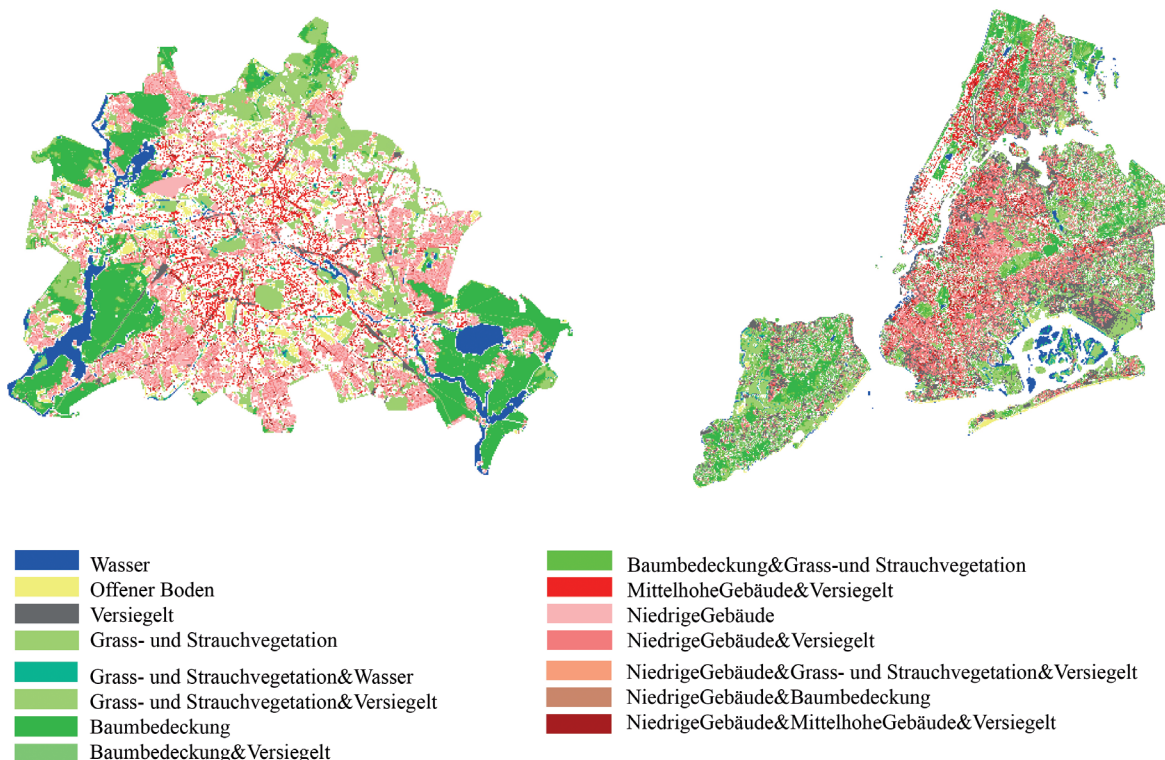 Wasser
Offener Boden
Versiegelt
Grass- und Strauchvegetation
Grass- und Strauchvegetation&Wasser
Grass- und Strauchvegetation&Versiegelt
Baumbedeckung
Baumbedeckung&Versiegelt
Baumbedeckung&Grass-und Strauchvegetation
MittelhoheGebäude&Versiegelt
NiedrigeGebäude
NiedrigeGebäude&Versiegelt
NiedrigeGebäude&Grass- und Strauchvegetation&Versiegelt
NiedrigeGebäude&Baumbedeckung
NiedrigeGebäude&MittelhoheGebäude&Versiegelt